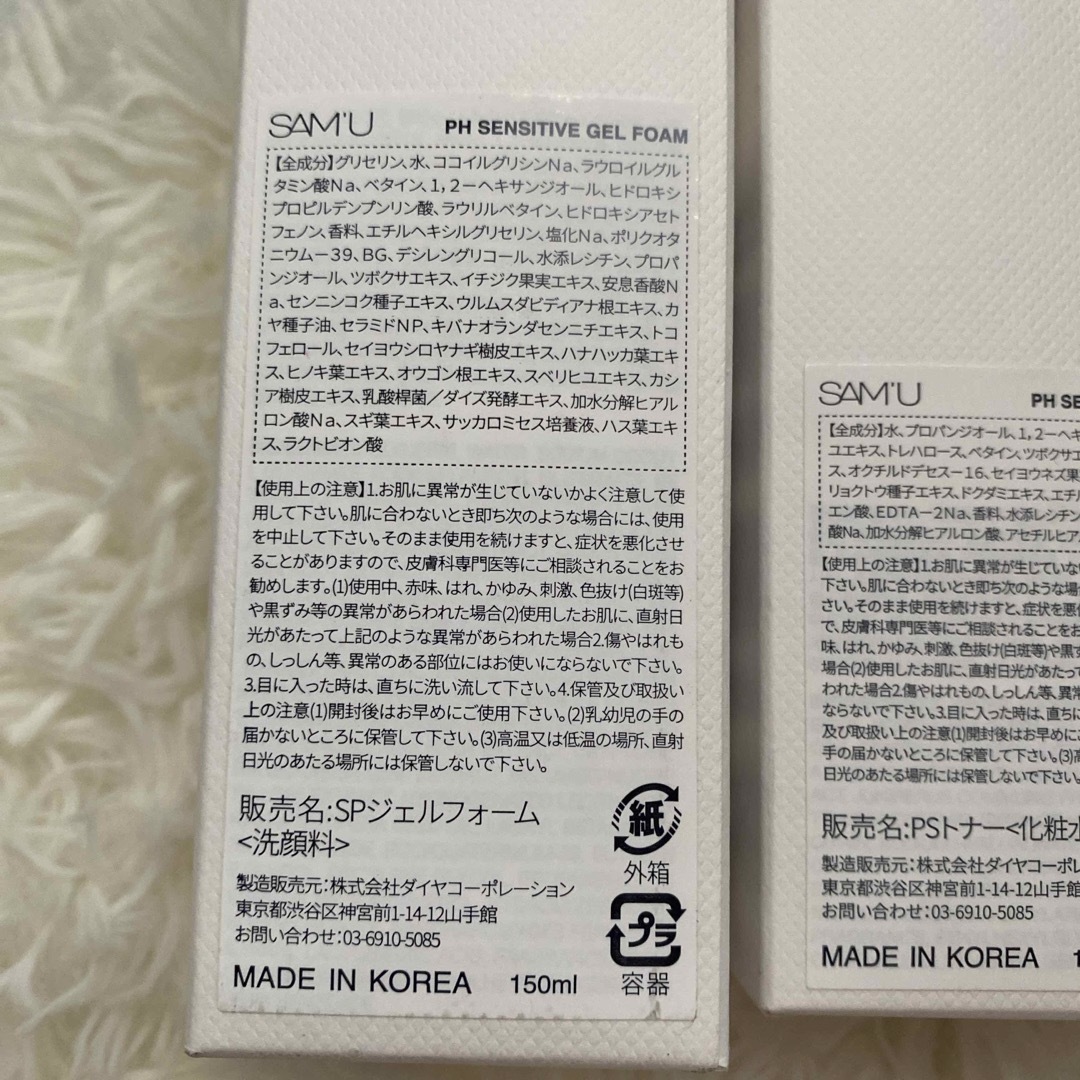 SAM'U
PH SENSITIVE GEL FOAM
【全成分】グリセリン、水、ココイルグリシンNa、ラウロイルグル
タミン酸Na、ベタイン、1,2ーヘキサンジオール、ヒドロキシ
プロピルデンプンリン酸、ラウリルベタイン、ヒドロキシアセト
フェノン、香料、エチルヘキシルグリセリン、塩化Na、ポリクオタ
ニウムー39、BG、デシレングリコール、水添レシチン、プロパ
ンジオール、ツボクサエキス、イチジク果実エキス、安息香酸N
a、センニンコク種子エキス、ウルムスダビディアナ根エキス、カ
ヤ種子油、セラミドNP、キバナオランダセンニチエキス、トコ
フェロール、セイヨウシロヤナギ樹皮エキス、ハナハッカ葉エキ
ス、ヒノキ葉エキス、オウゴン根エキス、スベリヒユエキス、カシ
ア樹皮エキス、乳酸桿菌／ダイズ発酵エキス、加水分解ヒアル
ロン酸Na、スギ葉エキス、サッカロミセス培養液、ハス葉エキ
ス、ラクトビオン酸
【使用上の注意】1.お肌に異常が生じていないかよく注意して使
用して下さい。肌に合わないとき即ち次のような場合には、使用
を中止して下さい。そのまま使用を続けますと、症状を悪化させ
ることがありますので、皮膚科専門医等にご相談されることをお
勧めします。(1)使用中、赤味、はれ、かゆみ、刺激、色抜け(白斑等)
や黒ずみ等の異常があらわれた場合(2)使用したお肌に、直射日
光があたって上記のような異常があらわれた場合2.傷やはれも
の、しっしん等、異常のある部位にはお使いにならないで下さい。
3.目に入った時は、直ちに洗い流して下さい。4.保管及び取扱い
上の注意(1)開封後はお早めにご使用下さい。(2)乳幼児の手の
届かないところに保管して下さい。(3)高温又は低温の場所、直射
日光のあたる場所には保管しないで下さい。
販売名:SPジェルフォーム
<洗顔料>
製造販売元:株式会社ダイヤコーポレーション
東京都渋谷区神宮前1-14-12山手館
お問い合わせ:03-6910-5085
MADE IN KOREA 150ml
紙
外箱
プラ
容器
SAM'U
PH SE
【全成分】水、プロパンジオール、1,2ーヘキ
ユエキス、トレハロース、ベタイン、ツボクサエ
ス、オクチルドデセスー16、セイヨウネズ果
リョクトウ種子エキス、ドクダミエキス、エチル
エン酸、EDTAー2Na、香料、水添レシチン
酸Na、加水分解ヒアルロン酸、アセチルヒア
【使用上の注意】1.お肌に異常が生じていない
下さい。肌に合わないとき即ち次のような場
さい。そのまま使用を続けますと、症状を悪化
で、皮膚科専門医等にご相談されることをお
味、はれ、かゆみ、刺激、色抜け(白斑等)や黒ず
場合(2)使用したお肌に、直射日光があたって
われた場合2.傷やはれもの、しっしん等、異常
ならないで下さい。3.目に入った時は、直ちに
及び取扱い上の注意(1)開封後はお早めに
手の届かないところに保管して下さい。(3)高
日光のあたる場所には保管しないで下さい。
販売名:PSトナー<化粧水
製造販売元:株式会社ダイヤコーポレ
東京都渋谷区神宮前1-14-12山手館
お問い合わせ:03-6910-5085
MADE IN KOREA 1